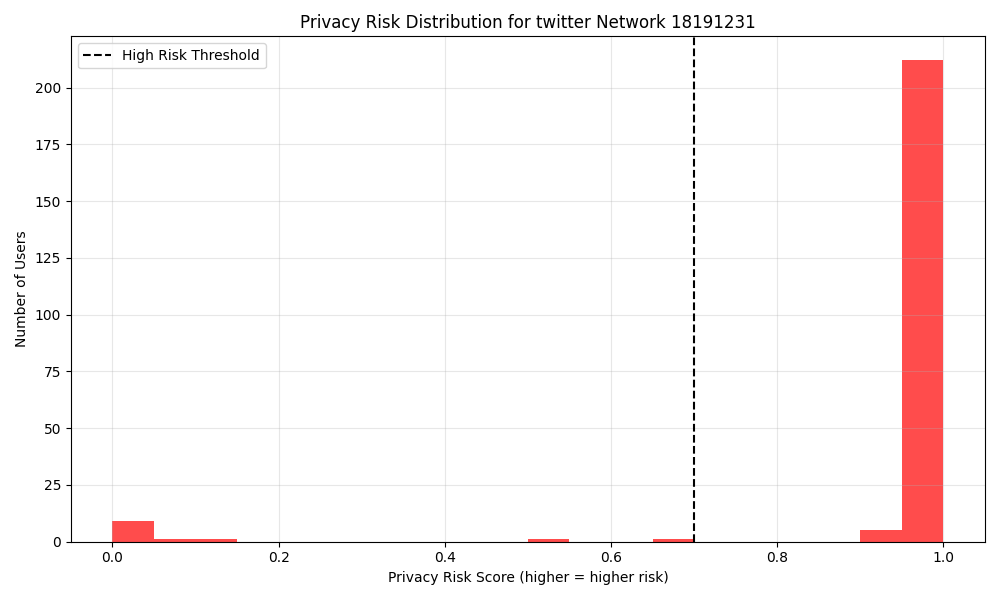 Privacy Risk Distribution for twitter Network 18191231
High Risk Threshold
200
175
150
125
100
75
50
25
0
Number of Users
0.0 0.2 0.4 0.6 0.8 1.0
Privacy Risk Score (higher = higher risk)